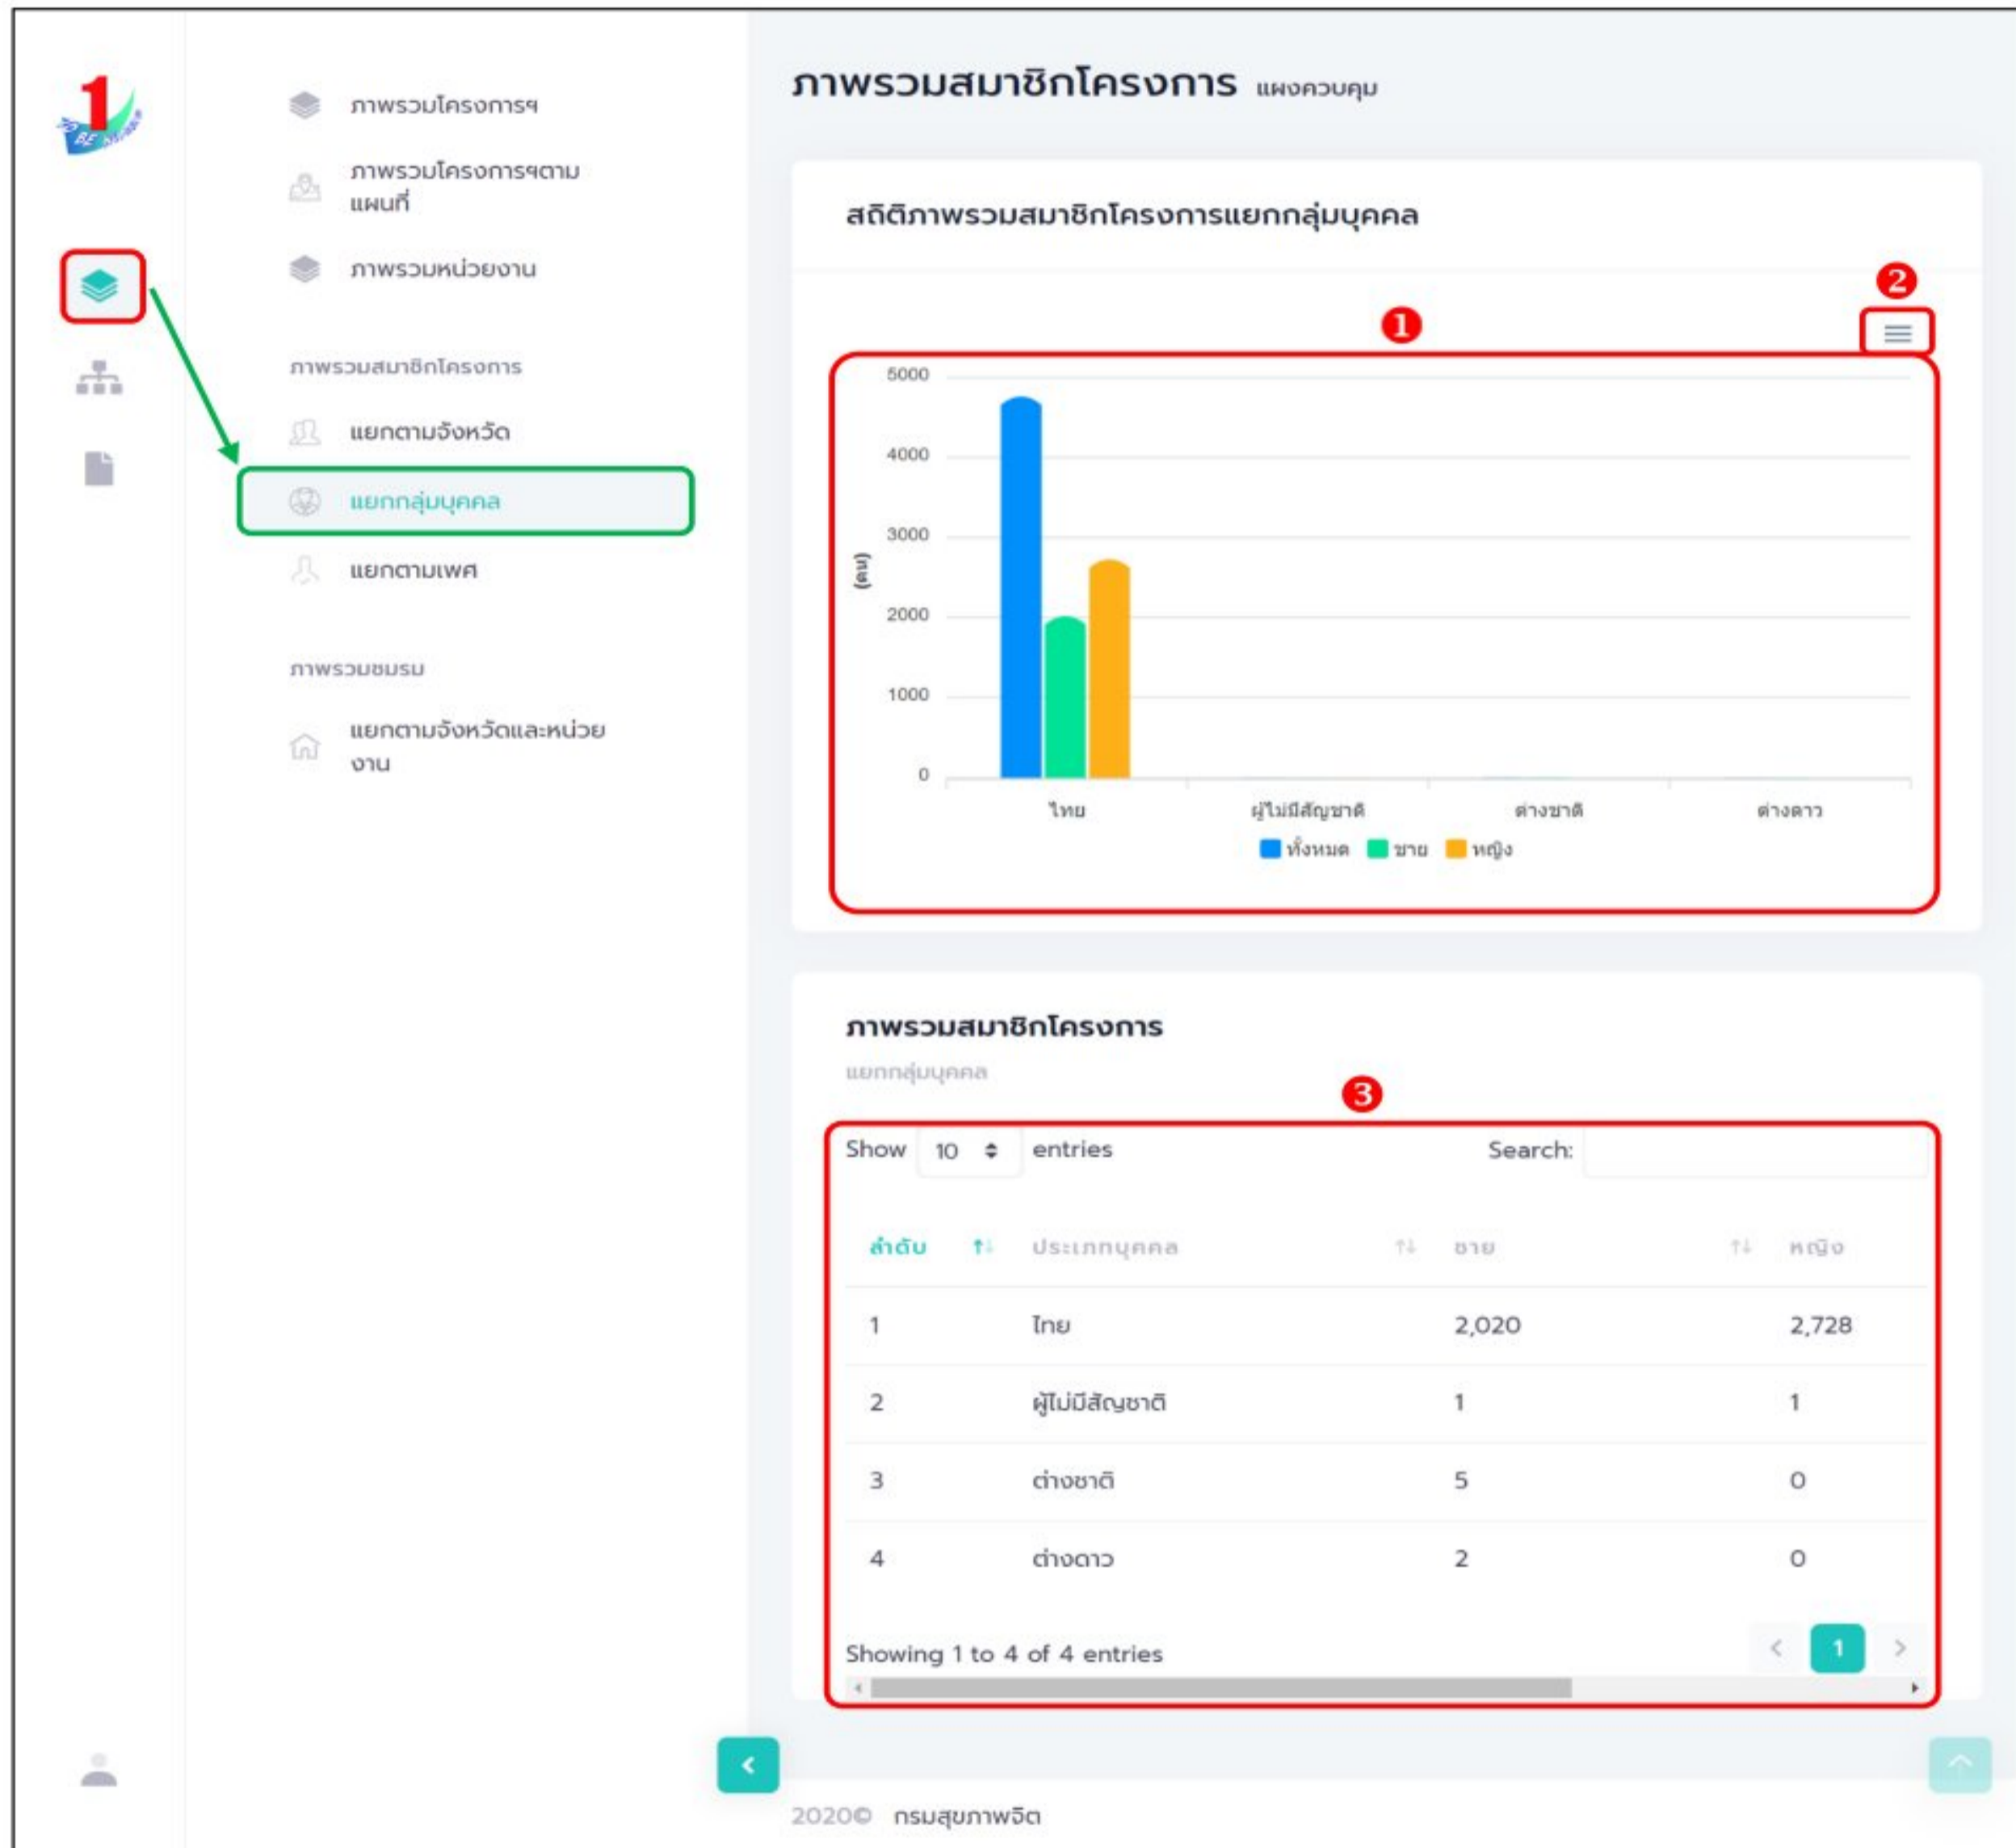 1
TO BE NUMBER
ภาพรวมโครงการฯ
ภาพรวมโครงการฯตาม
แผนที่
ภาพรวมหน่วยงาน
ภาพรวมสมาชิกโครงการ
แยกตามจังหวัด
แยกกลุ่มบุคคล
แยกตามเพศ
ภาพรวมชมรม
แยกตามจังหวัดและหน่วย
งาน
ภาพรวมสมาชิกโครงการ แผงควบคุม
สถิติภาพรวมสมาชิกโครงการแยกกลุ่มบุคคล
2
1
5000
4000
3000
2000
1000
0
(คน)
ไทย ผู้ไม่มีสัญชาติ ต่างชาติ ต่างดาว
ทั้งหมด ชาย หญิง
ภาพรวมสมาชิกโครงการ
แยกกลุ่มบุคคล
3
Show 10 entries Search:
ลำดับ ประเภทบุคคล ชาย หญิง
1 ไทย 2,020 2,728
2 ผู้ไม่มีสัญชาติ 1 1
3 ต่างชาติ 5 0
4 ต่างดาว 2 0
Showing 1 to 4 of 4 entries < 1 >
2020© กรมสุขภาพจิต